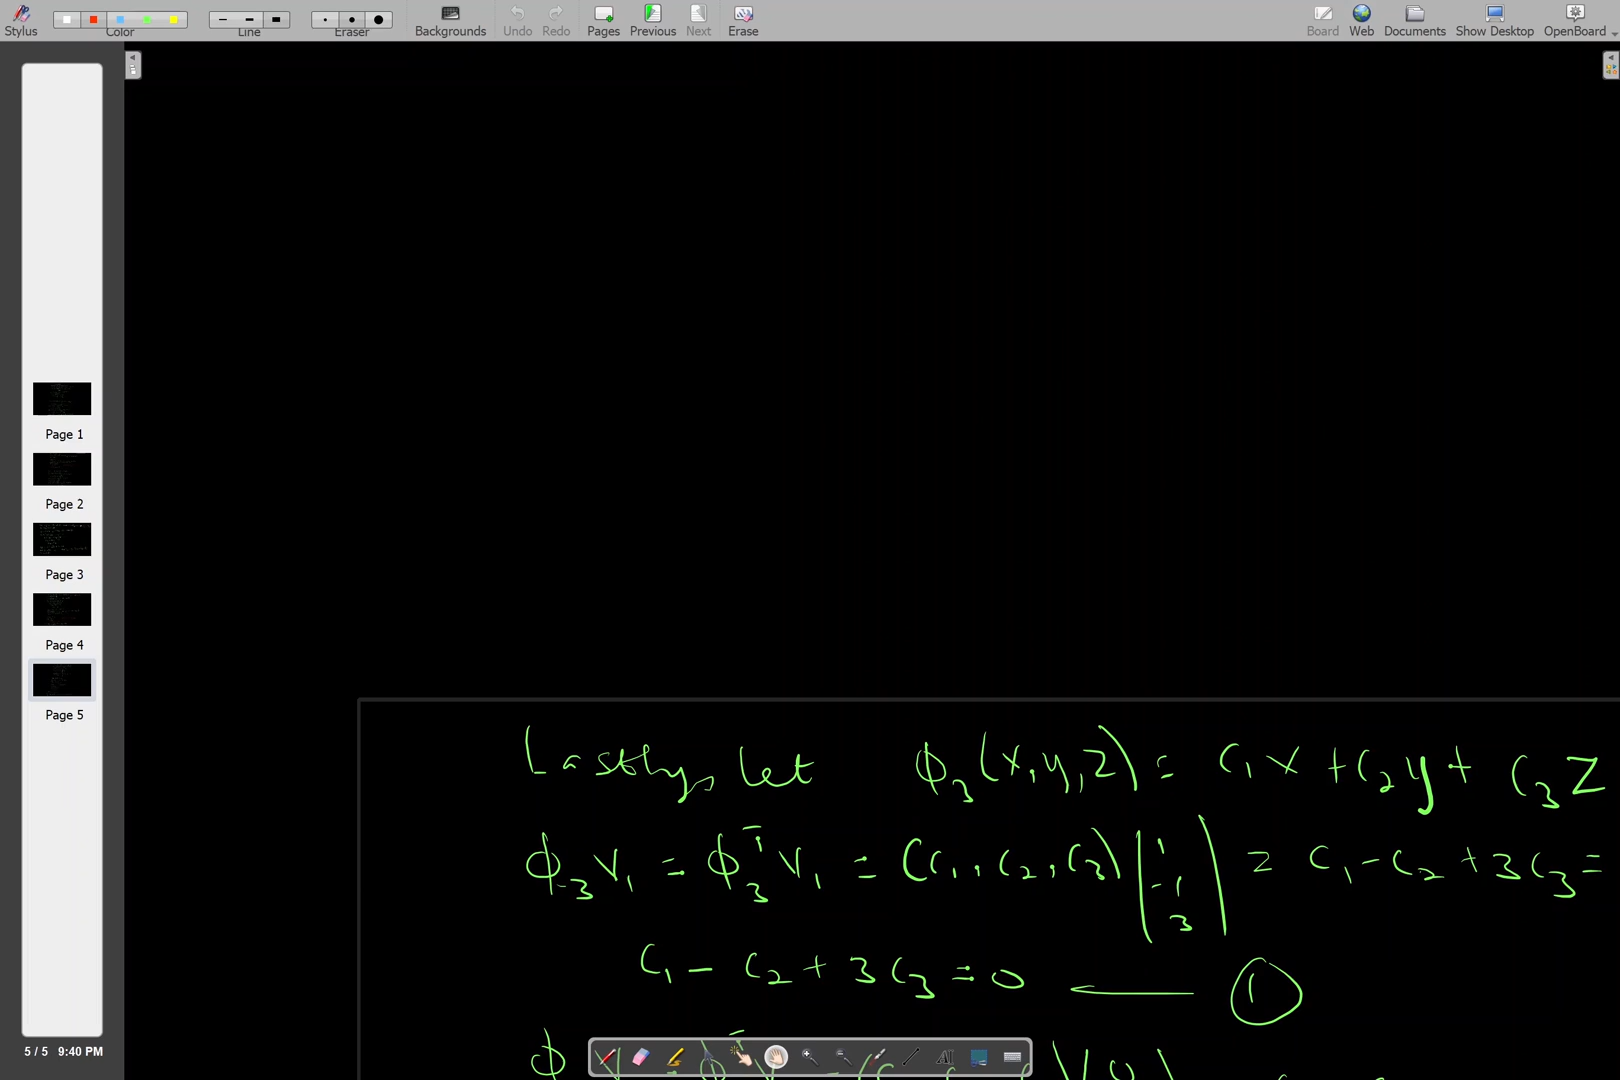 Stylus Color Line Eraser Backgrounds Undo Redo Pages Previous Next Erase Board Web Documents Show Desktop OpenBoard
Page 1
Page 2
Page 3
Page 4
Page 5
5 / 5 9:40 PM
Lastly, let ϕ₃(x,y,z) = c₁x + c₂y + c₃z
ϕ₃v₁ = ϕ₃ᵀv₁ = (c₁, c₂, c₃) (1 -1 3) = c₁ - c₂ + 3c₃ =
c₁ - c₂ + 3c₃ = 0 ← ①